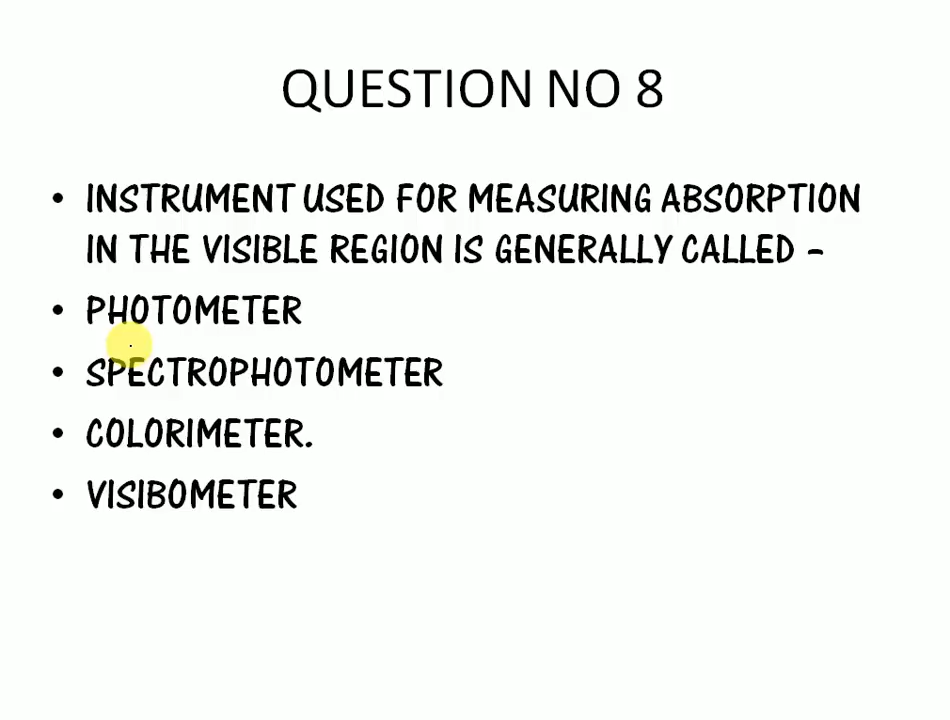 QUESTION NO 8
• INSTRUMENT USED FOR MEASURING ABSORPTION
IN THE VISIBLE REGION IS GENERALLY CALLED –
• PHOTOMETER
• SPECTROPHOTOMETER
• COLORIMETER.
• VISIBOMETER